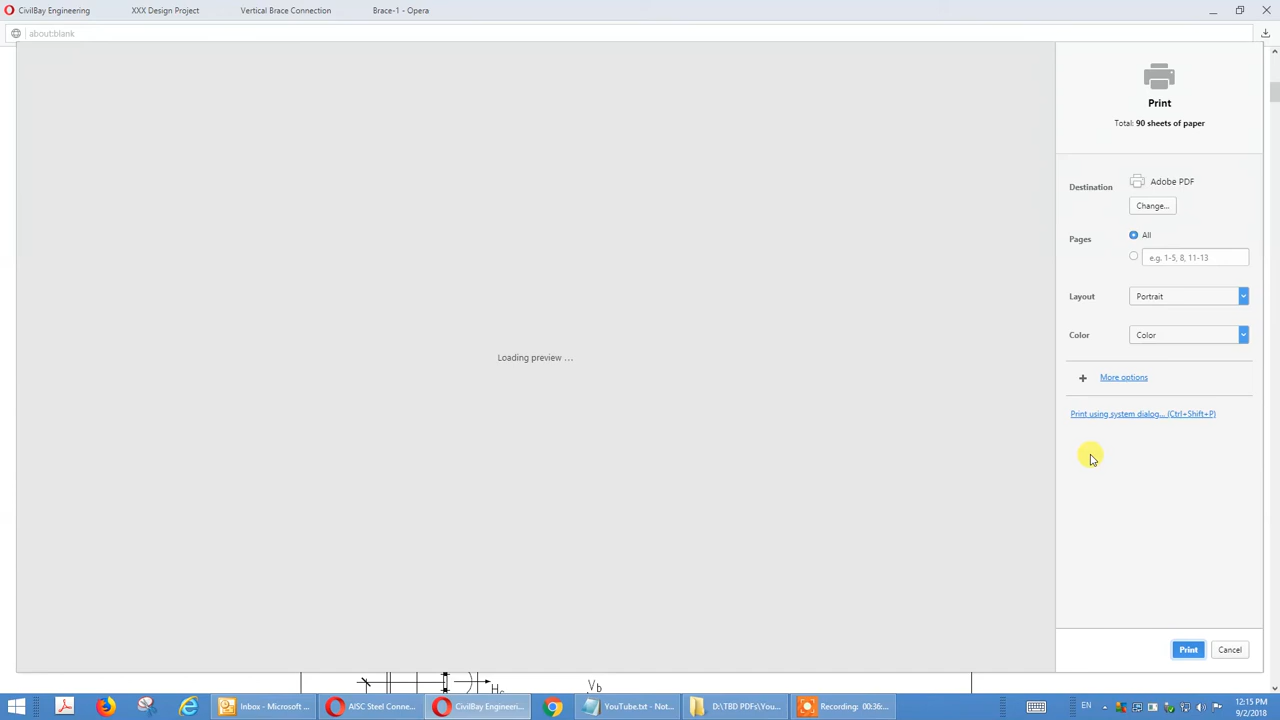 CivilBay Engineering XXX Design Project Vertical Brace Connection Brace-1 - Opera
about:blank
Print
Total: 90 sheets of paper
Destination Adobe PDF
Change...
Pages All
e.g. 1-5, 8, 11-13
Layout Portrait
Color Color
+ More options
Print using system dialog... (Ctrl+Shift+P)
Loading preview ...
Print Cancel
Hc Vb
Inbox - Microsoft ... AISC Steel Conne... CivilBay Engineeri... YouTube.txt - Not... D:\TBD PDFs\You... Recording: 00:36:... EN 12:15 PM
9/2/2018